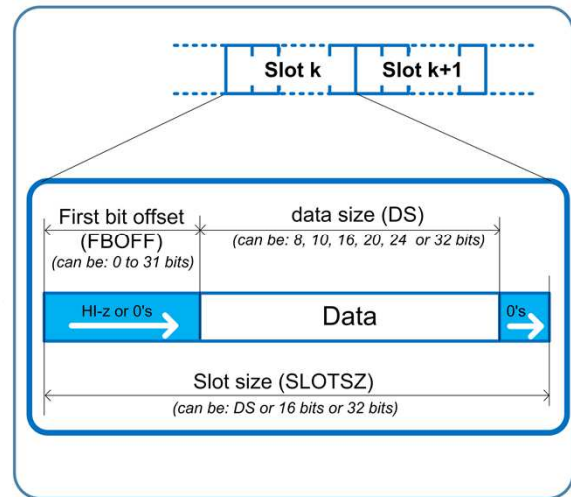 Slot k
Slot k+1
First bit offset
(FBOFF)
(can be: 0 to 31 bits)
data size (DS)
(can be: 8, 10, 16, 20, 24 or 32 bits)
HI-z or 0's
Data
0's
Slot size (SLOTSZ)
(can be: DS or 16 bits or 32 bits)